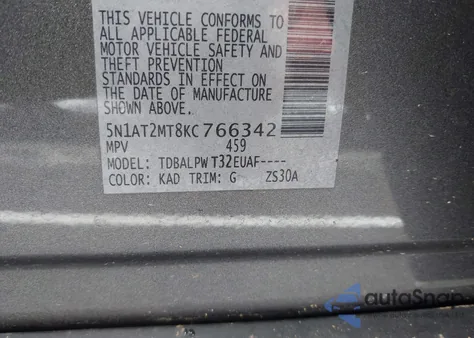 THIS VEHICLE CONFORMS TO
ALL APPLICABLE FEDERAL
MOTOR VEHICLE SAFETY AND
THEFT PREVENTION
STANDARDS IN EFFECT ON
THE DATE OF MANUFACTURE
SHOWN ABOVE.
5N1AT2MT8KC766342
MPV 459
MODEL: TDBALPW T32EUAF----
COLOR: KAD TRIM: G ZS30A
autoSnap